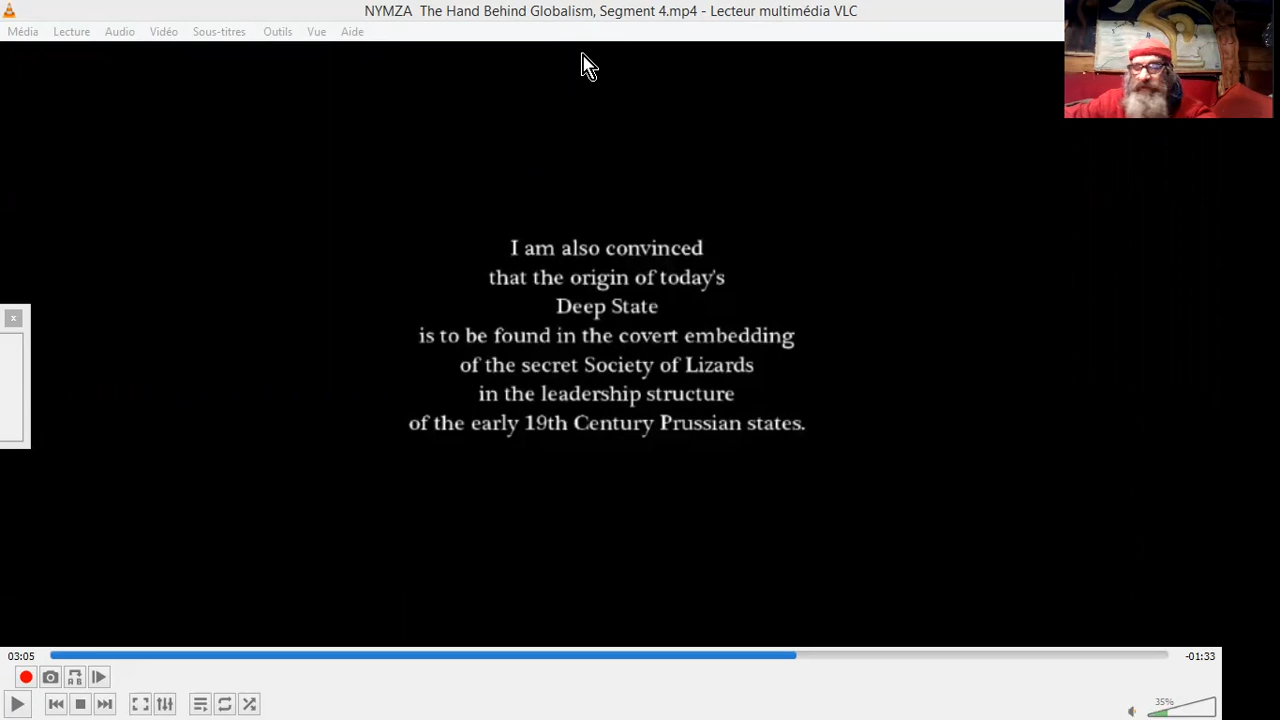 NYMZA The Hand Behind Globalism, Segment 4.mp4 - Lecteur multimédia VLC
Média Lecture Audio Vidéo Sous-titres Outils Vue Aide
I am also convinced
that the origin of today's
Deep State
is to be found in the covert embedding
of the secret Society of Lizards
in the leadership structure
of the early 19th Century Prussian states.
03:05 -01:33
A B
35%